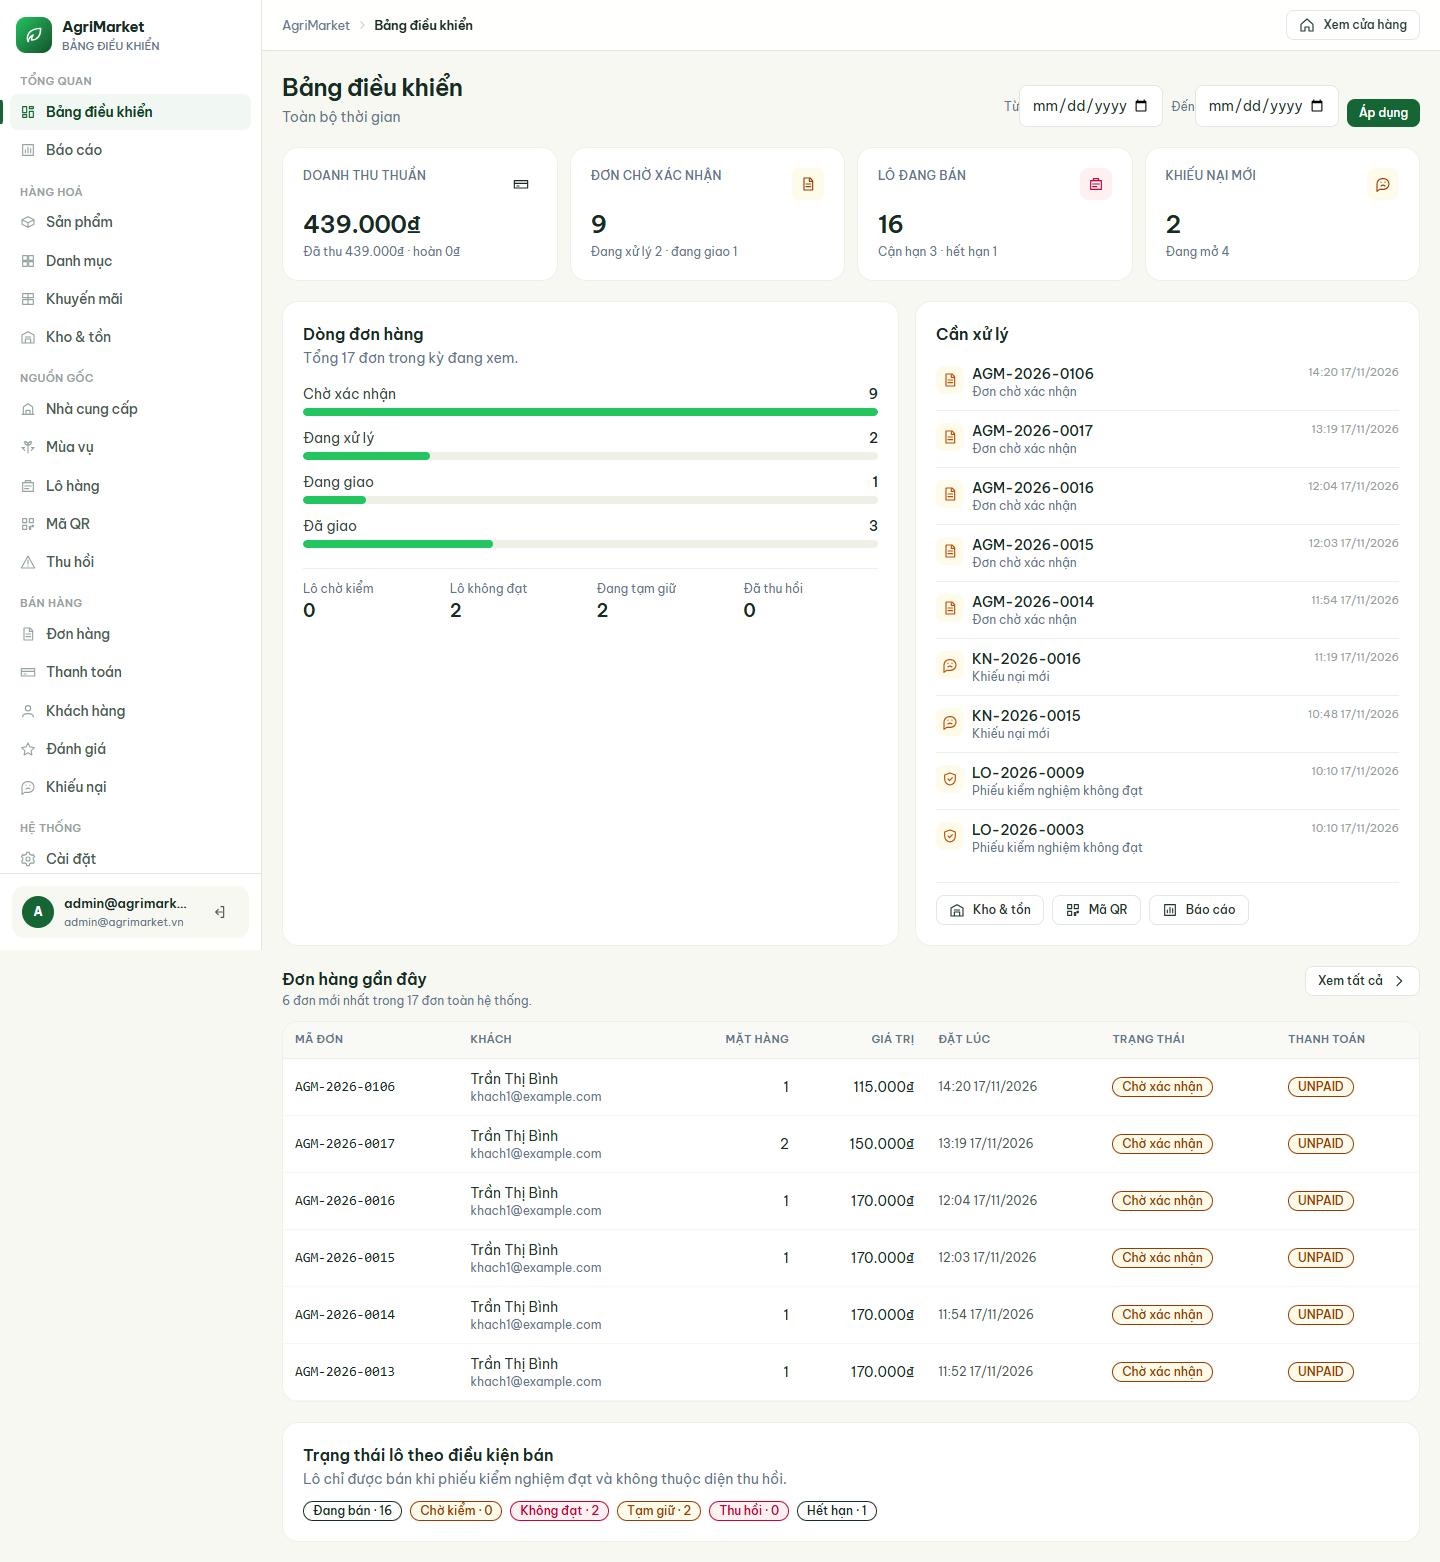 AgriMarket
BẢNG ĐIỀU KHIỂN
TỔNG QUAN
Bảng điều khiển
Báo cáo
HÀNG HOÁ
Sản phẩm
Danh mục
Khuyến mãi
Kho & tồn
NGUỒN GỐC
Nhà cung cấp
Mùa vụ
Lô hàng
Mã QR
Thu hồi
BÁN HÀNG
Đơn hàng
Thanh toán
Khách hàng
Đánh giá
Khiếu nại
HỆ THỐNG
Cài đặt
A
admin@agrimark...
admin@agrimarket.vn
AgriMarket > Bảng điều khiển
Xem cửa hàng
Bảng điều khiển
Toàn bộ thời gian
Từ mm/dd/yyyy Đến mm/dd/yyyy Áp dụng
DOANH THU THUẦN
439.000₫
Đã thu 439.000₫ · hoàn 0₫
ĐƠN CHỜ XÁC NHẬN
9
Đang xử lý 2 · đang giao 1
LÔ ĐANG BÁN
16
Cận hạn 3 · hết hạn 1
KHIẾU NẠI MỚI
2
Đang mở 4
Dòng đơn hàng
Tổng 17 đơn trong kỳ đang xem.
Chờ xác nhận 9
Đang xử lý 2
Đang giao 1
Đã giao 3
Lô chờ kiểm Lô không đạt Đang tạm giữ Đã thu hồi
0 2 2 0
Cần xử lý
AGM-2026-0106 14:20 17/11/2026
Đơn chờ xác nhận
AGM-2026-0017 13:19 17/11/2026
Đơn chờ xác nhận
AGM-2026-0016 12:04 17/11/2026
Đơn chờ xác nhận
AGM-2026-0015 12:03 17/11/2026
Đơn chờ xác nhận
AGM-2026-0014 11:54 17/11/2026
Đơn chờ xác nhận
KN-2026-0016 11:19 17/11/2026
Khiếu nại mới
KN-2026-0015 10:48 17/11/2026
Khiếu nại mới
LO-2026-0009 10:10 17/11/2026
Phiếu kiểm nghiệm không đạt
LO-2026-0003 10:10 17/11/2026
Phiếu kiểm nghiệm không đạt
Kho & tồn Mã QR Báo cáo
Đơn hàng gần đây
6 đơn mới nhất trong 17 đơn toàn hệ thống.
Xem tất cả
MÃ ĐƠN KHÁCH MẶT HÀNG GIÁ TRỊ ĐẶT LÚC TRẠNG THÁI THANH TOÁN
AGM-2026-0106 Trần Thị Bình 1 115.000₫ 14:20 17/11/2026 Chờ xác nhận UNPAID
khach1@example.com
AGM-2026-0017 Trần Thị Bình 2 150.000₫ 13:19 17/11/2026 Chờ xác nhận UNPAID
khach1@example.com
AGM-2026-0016 Trần Thị Bình 1 170.000₫ 12:04 17/11/2026 Chờ xác nhận UNPAID
khach1@example.com
AGM-2026-0015 Trần Thị Bình 1 170.000₫ 12:03 17/11/2026 Chờ xác nhận UNPAID
khach1@example.com
AGM-2026-0014 Trần Thị Bình 1 170.000₫ 11:54 17/11/2026 Chờ xác nhận UNPAID
khach1@example.com
AGM-2026-0013 Trần Thị Bình 1 170.000₫ 11:52 17/11/2026 Chờ xác nhận UNPAID
khach1@example.com
Trạng thái lô theo điều kiện bán
Lô chỉ được bán khi phiếu kiểm nghiệm đạt và không thuộc diện thu hồi.
Đang bán · 16 Chờ kiểm · 0 Không đạt · 2 Tạm giữ · 2 Thu hồi · 0 Hết hạn · 1